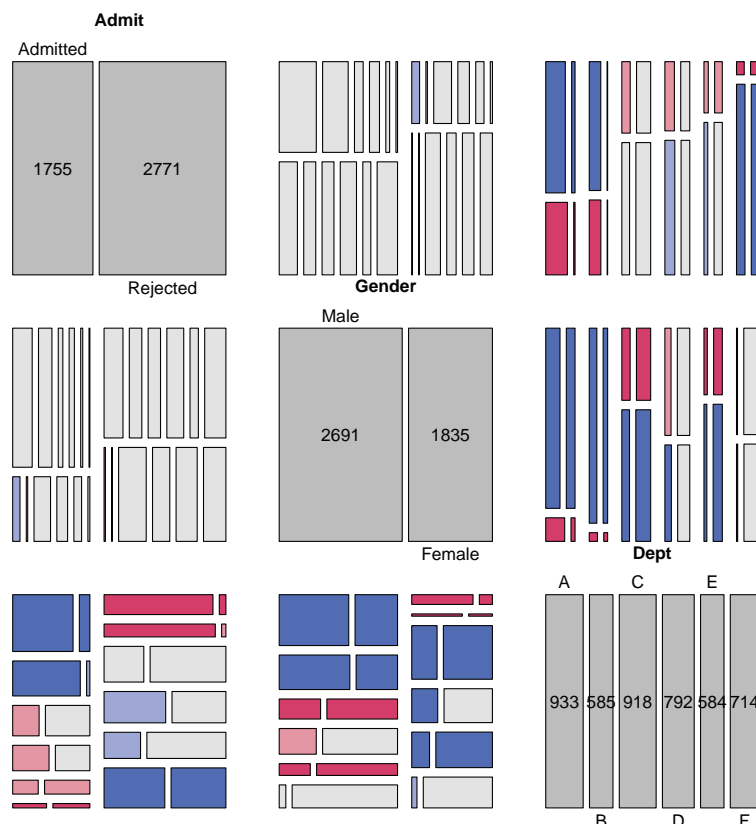 Admit
Admitted
1755 2771
Rejected
Gender
Male
2691 1835
Female
Dept
A C E
933 585 918 792 584 714
B D F